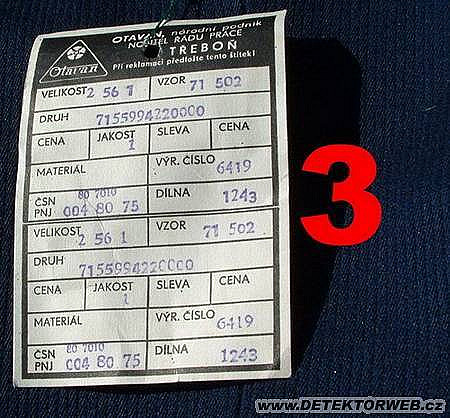 OTAVAN, národní podnik
NOSITEL ŘÁDU PRÁCE
TŘEBOŇ
Při reklamaci předložte tento štítek!
Otavan
VELIKOST 2 56 1 VZOR 71 502
DRUH 7155994220000
CENA JAKOST 1 SLEVA CENA
MATERIÁL VÝR. ČÍSLO 6419
ČSN 80 7010
PNJ 004 80 75 DÍLNA 1243
VELIKOST 2 56 1 VZOR 71 502
DRUH 7155994220000
CENA JAKOST 1 SLEVA CENA
MATERIÁL VÝR. ČÍSLO 6419
ČSN 80 7010
PNJ 004 80 75 DÍLNA 1243
3
www.DETEKTORWEB.cz